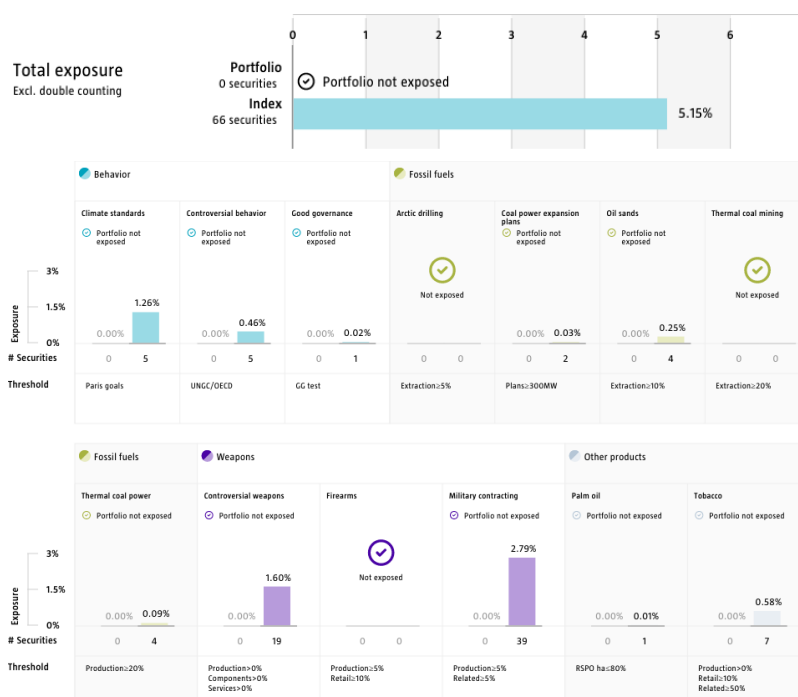 0 1 2 3 4 5 6
Total exposure
Excl. double counting
Portfolio
0 securities
Portfolio not exposed
Index
66 securities
5.15%
Behavior
Fossil fuels
Climate standards
Portfolio not
exposed
Controversial behavior
Portfolio not
exposed
Good governance
Portfolio not
exposed
Arctic drilling
Not exposed
Coal power expansion
plans
Portfolio not
exposed
Oil sands
Portfolio not
exposed
Thermal coal mining
Not exposed
Exposure
3%
1.5%
0%
0.00% 1.26% 0.00% 0.46% 0.00% 0.02% 0.00% 0.03% 0.00% 0.25%
# Securities 0 5 0 5 0 1 0 0 0 2 0 4 0 0
Threshold Paris goals UNGC/OECD GG test Extraction≥5% Plans≥300MW Extraction≥10% Extraction≥20%
Fossil fuels
Weapons
Other products
Thermal coal power
Portfolio not exposed
Controversial weapons
Portfolio not exposed
Firearms
Not exposed
Military contracting
Portfolio not exposed
Palm oil
Portfolio not exposed
Tobacco
Portfolio not exposed
Exposure
3%
1.5%
0%
0.00% 0.09% 0.00% 1.60% 0.00% 2.79% 0.00% 0.01% 0.00% 0.58%
# Securities 0 4 0 19 0 0 0 39 0 1 0 7
Threshold
Production≥20%
Production>0%
Components>0%
Services>0%
Production≥5%
Retail≥10%
Production≥5%
Related≥5%
RSPO ha≤80%
Production>0%
Retail≥10%
Related≥50%